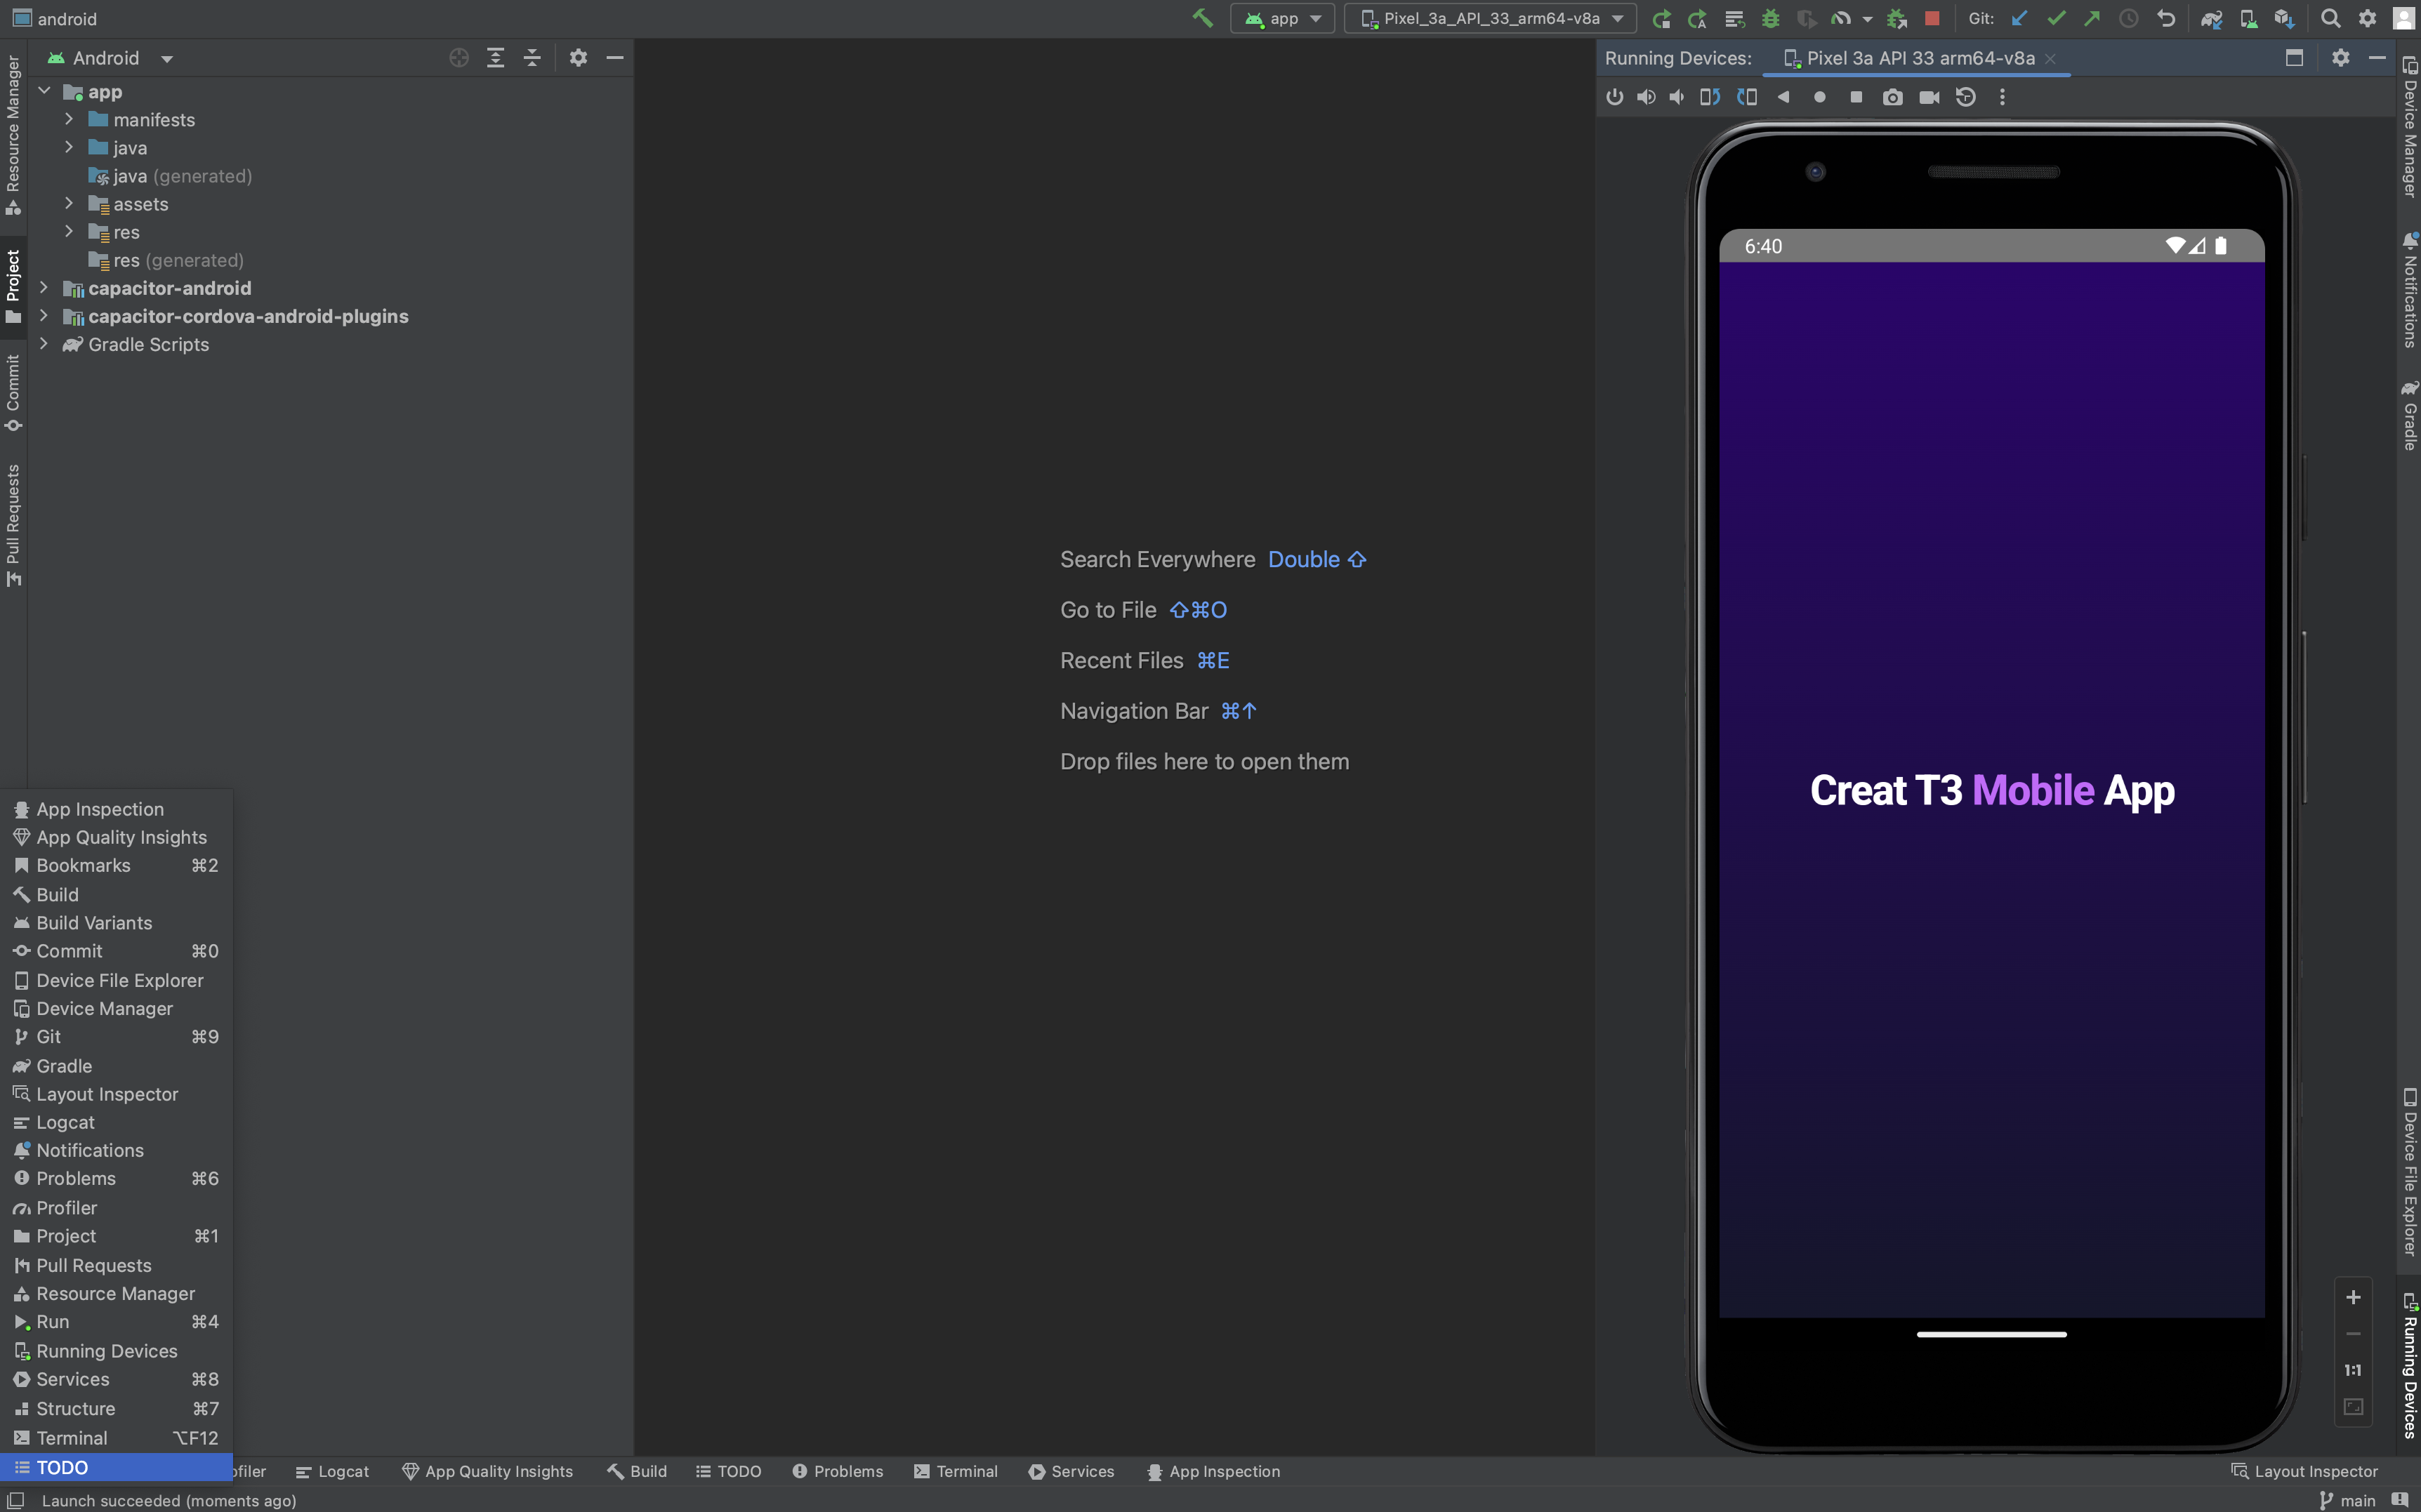 android
app
Pixel_3a_API_33_arm64-v8a
Git:
Android
Running Devices:
Pixel 3a API 33 arm64-v8a
Resource Manager
Project
Commit
Pull Requests
app
manifests
java
java (generated)
assets
res
res (generated)
capacitor-android
capacitor-cordova-android-plugins
Gradle Scripts
Search Everywhere Double ⇧
Go to File ⇧⌘O
Recent Files ⌘E
Navigation Bar ⌘↑
Drop files here to open them
6:40
Creat T3 Mobile App
1:1
Device Manager
Notifications
Gradle
Device File Explorer
Running Devices
App Inspection
App Quality Insights
Bookmarks ⌘2
Build
Build Variants
Commit ⌘0
Device File Explorer
Device Manager
Git ⌘9
Gradle
Layout Inspector
Logcat
Notifications
Problems ⌘6
Profiler
Project ⌘1
Pull Requests
Resource Manager
Run ⌘4
Running Devices
Services ⌘8
Structure ⌘7
Terminal ⌥F12
TODO
ofiler
Logcat
App Quality Insights
Build
TODO
Problems
Terminal
Services
App Inspection
Layout Inspector
Launch succeeded (moments ago)
main